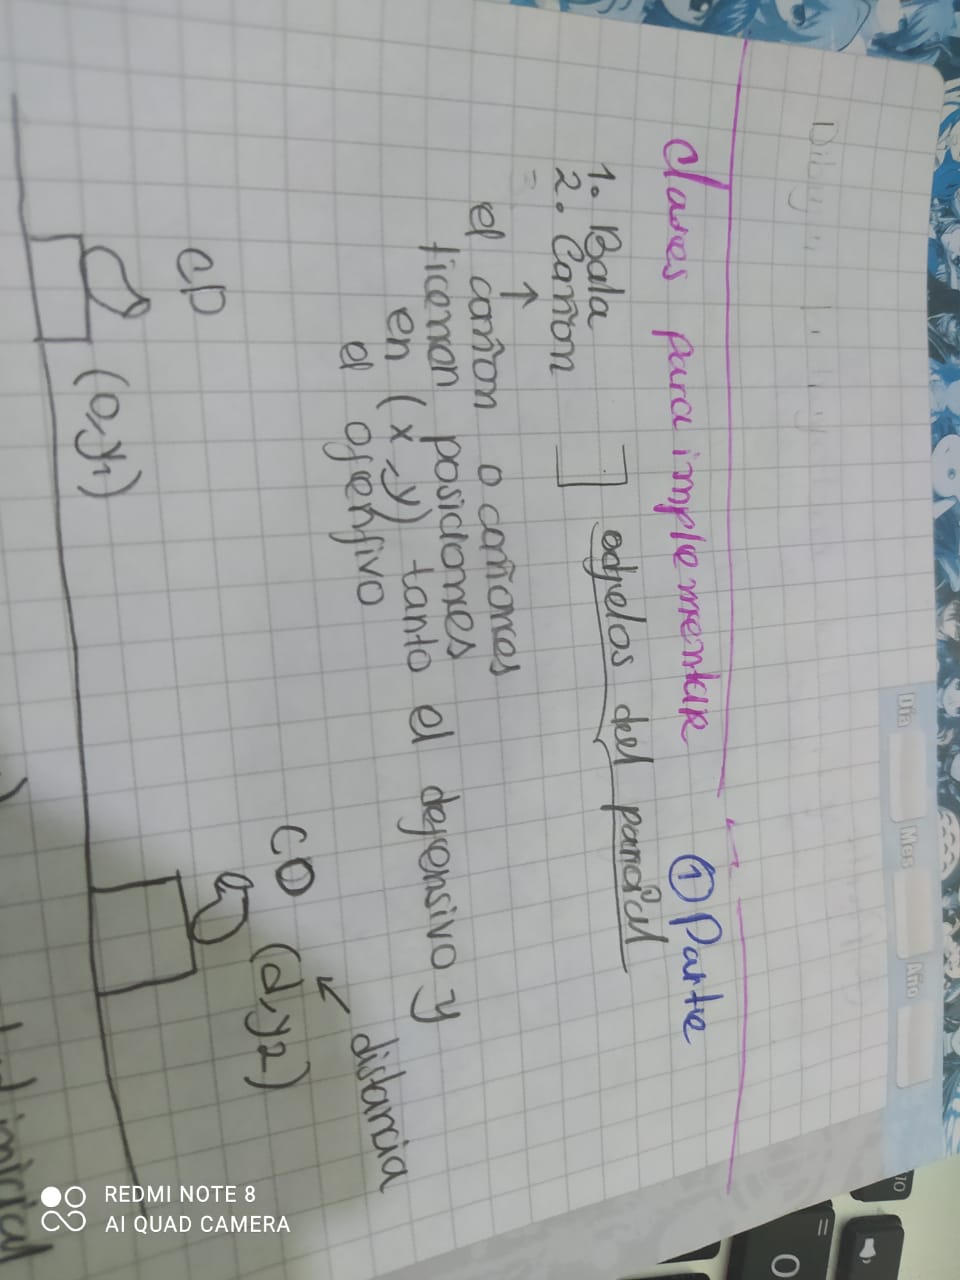 Día Mes Año
10
=
O
Clases para implementar ① Parte
1. Bala
2. Cañon
objetos del parcial
el cañon o cañones
tienen posiciones
en (x,y) tanto el defensivo y
el ofensivo
distancia
CO (d,y2)
CD
(0,y1)
inicial
REDMI NOTE 8
AI QUAD CAMERA